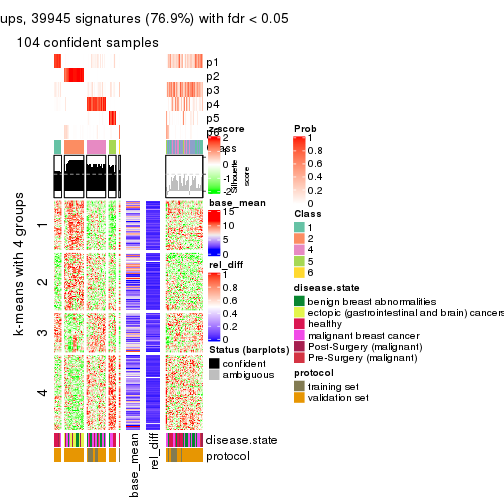 ups, 39945 signatures (76.9%) with fdr < 0.05
104 confident samples
p1
p2
p3
p4
p5
z-score
2
1
0
-1
-2
Silhouette
score
k-means with 4 groups
1
2
3
4
base_mean
15
10
5
0
rel_diff
1
0.8
0.6
0.4
0.2
0
Status (barplots)
confident
ambiguous
disease.state
protocol
base_mean
rel_diff
Prob
1
0.8
0.6
0.4
0.2
0
Class
1
2
4
5
6
disease.state
benign breast abnormalities
ectopic (gastrointestinal and brain) cancers
healthy
malignant breast cancer
Post-Surgery (malignant)
Pre-Surgery (malignant)
protocol
training set
validation set